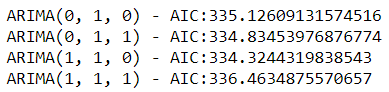 ARIMA(0, 1, 0) - AIC:335.12609131574516
ARIMA(0, 1, 1) - AIC:334.83453976876774
ARIMA(1, 1, 0) - AIC:334.3244319838543
ARIMA(1, 1, 1) - AIC:336.4634875570657